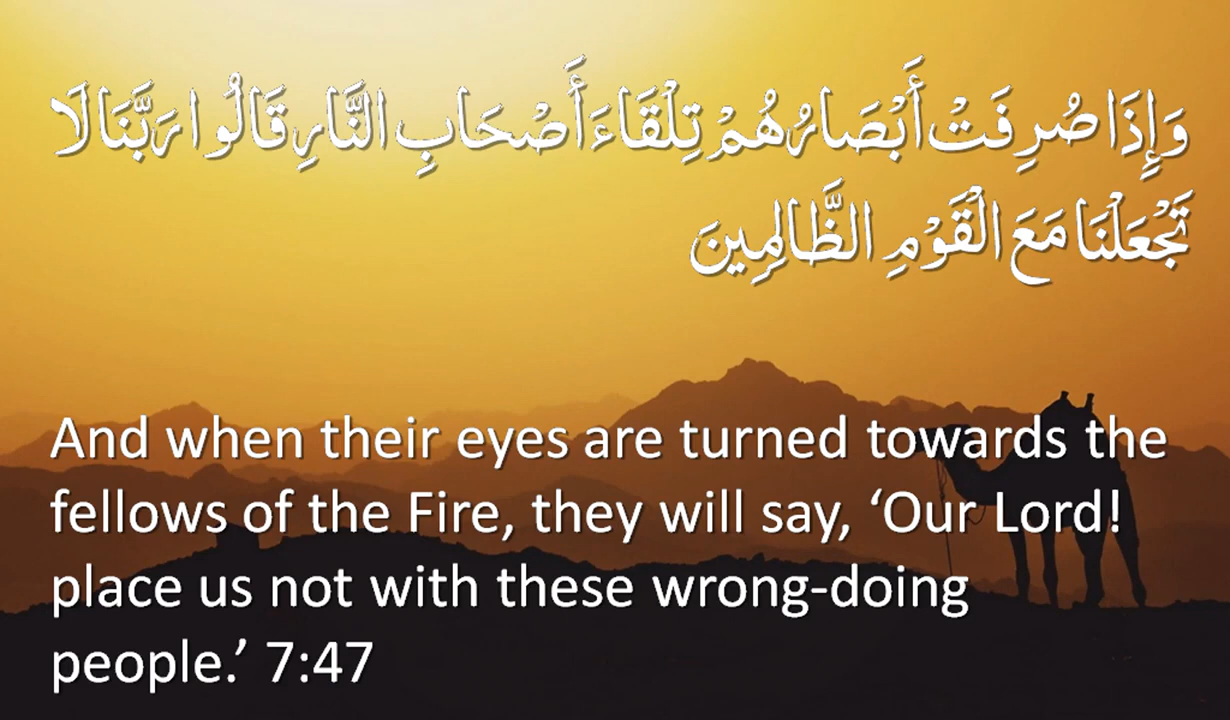 وَإِذَا صُرِفَتْ أَبْصَارُهُمْ تِلْقَاءَ أَصْحَابِ النَّارِ قَالُوا رَبَّنَا لَا
تَجْعَلْنَا مَعَ الْقَوْمِ الظَّالِمِينَ
And when their eyes are turned towards the
fellows of the Fire, they will say, ‘Our Lord!
place us not with these wrong-doing
people.’ 7:47